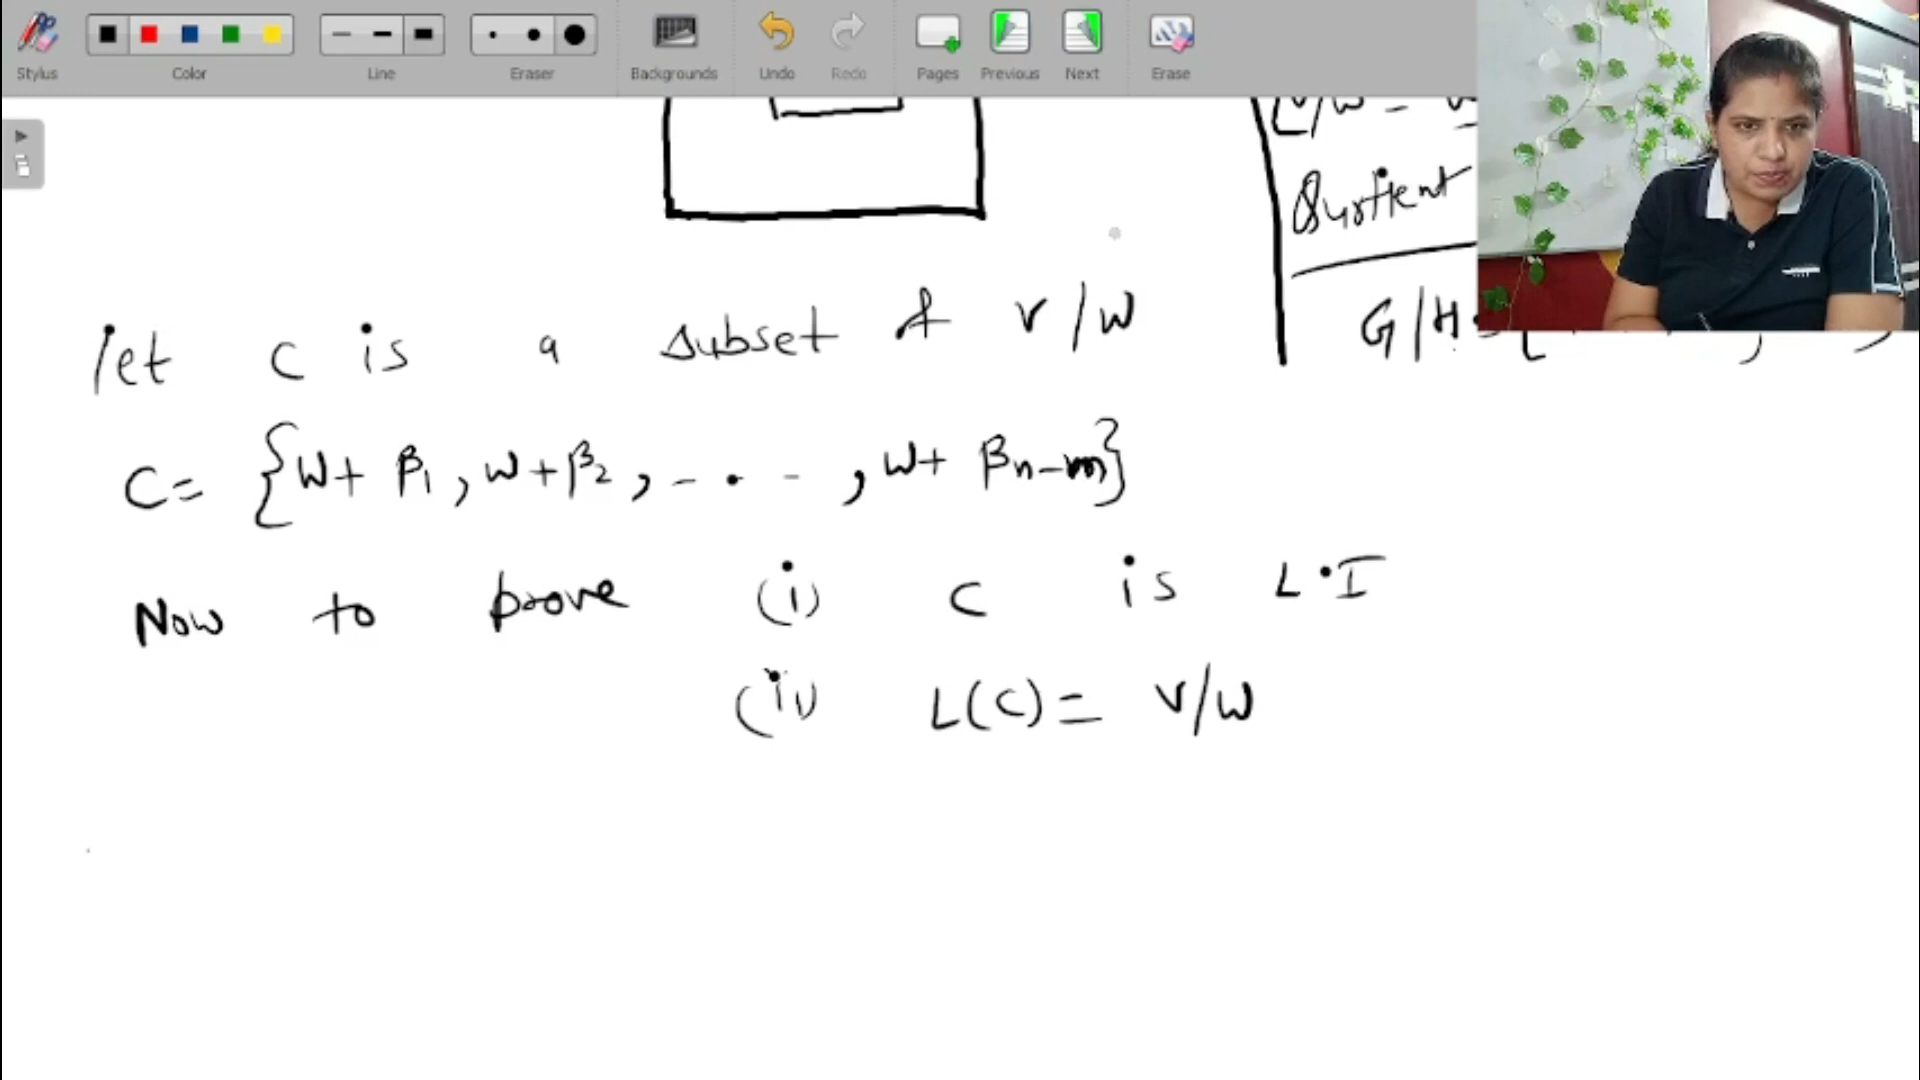 Stylus Color Line Eraser Backgrounds Undo Redo Pages Previous Next Erase
Quotient
G/H
let C is a subset of V/W
C= {W+ β1, W+β2, - . - , W+ βn-m}
Now to prove (i) C is L.I
(ii) L(C)= V/W